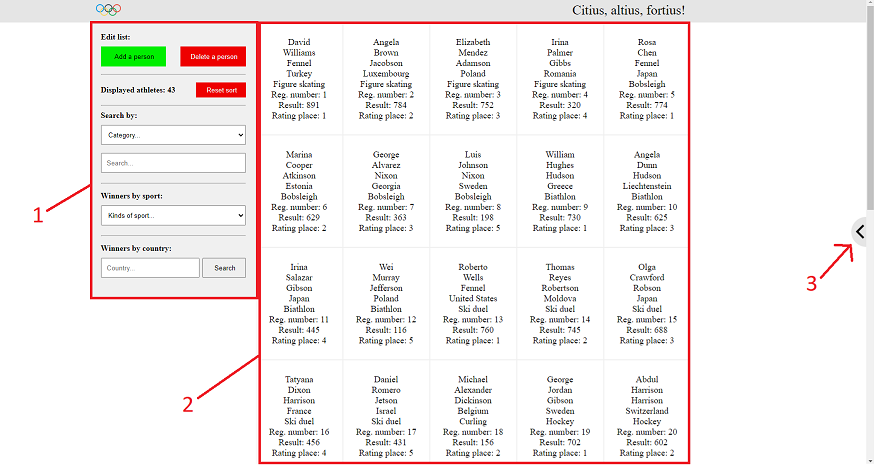 Citius, altius, fortius!
Edit list:
Add a person
Delete a person
Displayed athletes: 43
Reset sort
Search by:
Category...
Search...
Winners by sport:
Kinds of sport...
Winners by country:
Country...
Search
1
David
Williams
Fennel
Turkey
Figure skating
Reg. number: 1
Result: 891
Rating place: 1
Angela
Brown
Jacobson
Luxembourg
Figure skating
Reg. number: 2
Result: 784
Rating place: 2
Elizabeth
Mendez
Adamson
Poland
Figure skating
Reg. number: 3
Result: 752
Rating place: 3
Irina
Palmer
Gibbs
Romania
Figure skating
Reg. number: 4
Result: 320
Rating place: 4
Rosa
Chen
Fennel
Japan
Bobsleigh
Reg. number: 5
Result: 774
Rating place: 1
Marina
Cooper
Atkinson
Estonia
Bobsleigh
Reg. number: 6
Result: 629
Rating place: 2
George
Alvarez
Nixon
Georgia
Bobsleigh
Reg. number: 7
Result: 363
Rating place: 3
Luis
Johnson
Nixon
Sweden
Bobsleigh
Reg. number: 8
Result: 198
Rating place: 5
William
Hughes
Hudson
Greece
Biathlon
Reg. number: 9
Result: 730
Rating place: 1
Angela
Dunn
Hudson
Liechtenstein
Biathlon
Reg. number: 10
Result: 625
Rating place: 3
Irina
Salazar
Gibson
Japan
Biathlon
Reg. number: 11
Result: 445
Rating place: 4
Wei
Murray
Jefferson
Poland
Biathlon
Reg. number: 12
Result: 116
Rating place: 5
Roberto
Wells
Fennel
United States
Ski duel
Reg. number: 13
Result: 760
Rating place: 1
Thomas
Reyes
Robertson
Moldova
Ski duel
Reg. number: 14
Result: 745
Rating place: 2
Olga
Crawford
Robson
Japan
Ski duel
Reg. number: 15
Result: 688
Rating place: 3
Tatyana
Dixon
Harrison
France
Ski duel
Reg. number: 16
Result: 456
Rating place: 4
Daniel
Romero
Jetson
Israel
Ski duel
Reg. number: 17
Result: 431
Rating place: 5
Michael
Alexander
Dickinson
Belgium
Curling
Reg. number: 18
Result: 156
Rating place: 2
George
Jordan
Gibson
Sweden
Hockey
Reg. number: 19
Result: 702
Rating place: 1
Abdul
Harrison
Harrison
Switzerland
Hockey
Reg. number: 20
Result: 602
Rating place: 2
2
3